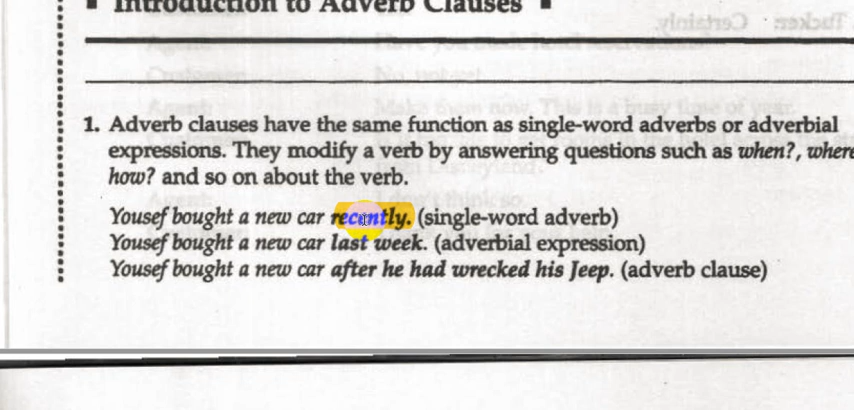 Introduction to Adverb Clauses
Tucker: Certainly.
1. Adverb clauses have the same function as single-word adverbs or adverbial
expressions. They modify a verb by answering questions such as when?, where
how? and so on about the verb.
Yousef bought a new car recently. (single-word adverb)
Yousef bought a new car last week. (adverbial expression)
Yousef bought a new car after he had wrecked his Jeep. (adverb clause)